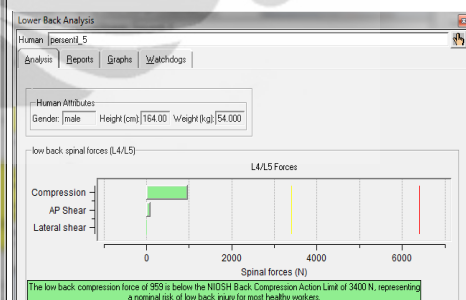 Lower Back Analysis
Human persentil_5
Analysis Reports Graphs Watchdogs
Human Attributes
Gender: male Height (cm): 164.00 Weight (kg): 54.000
low back spinal forces (L4/L5)
L4/L5 Forces
Compression
AP Shear
Lateral shear
0 2000 4000 6000
Spinal forces (N)
The low back compression force of 959 is below the NIOSH Back Compression Action Limit of 3400 N, representing
a nominal risk of low back injury for most healthy workers.